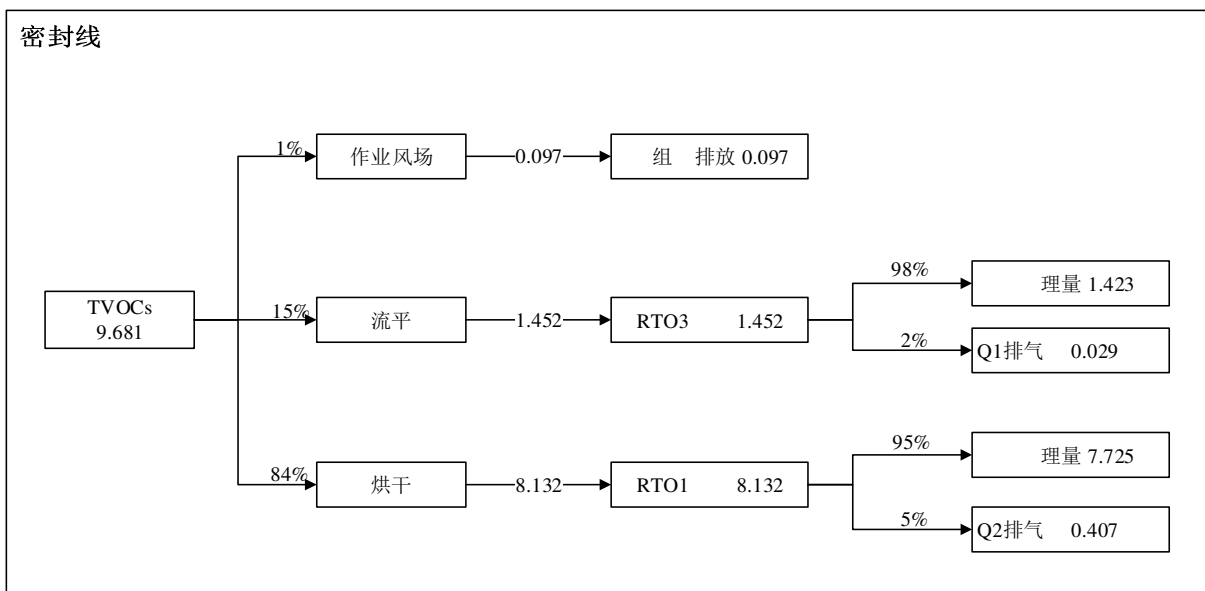 密封线
1%
作业风场
0.097
组 排放 0.097
TVOCs
9.681
15%
流平
1.452
RTO3 1.452
98%
理量 1.423
2%
Q1排气 0.029
84%
烘干
8.132
RTO1 8.132
95%
理量 7.725
5%
Q2排气 0.407